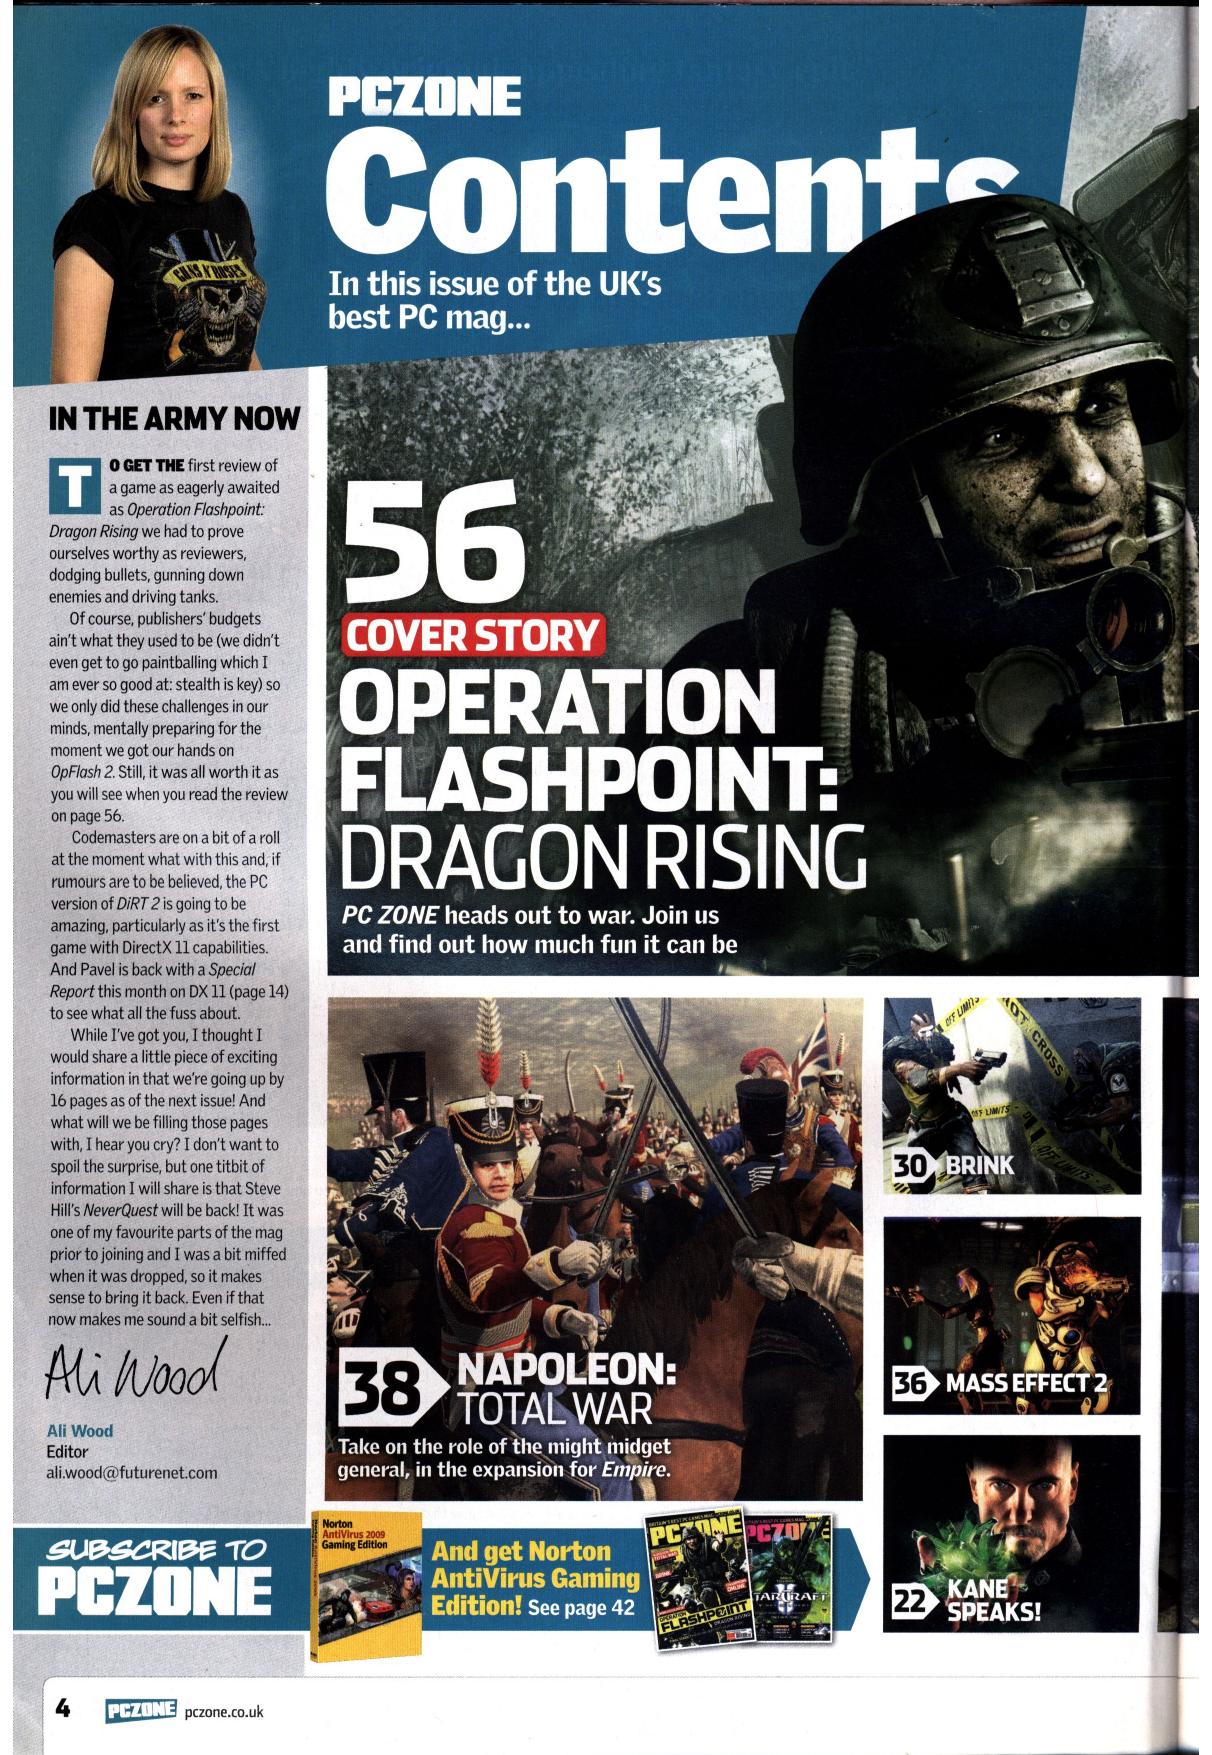 PCZONE
Contents
In this issue of the UK's
best PC mag...
GUNS N' ROSES
IN THE ARMY NOW
TO GET THE first review of
a game as eagerly awaited
as Operation Flashpoint:
Dragon Rising we had to prove
ourselves worthy as reviewers,
dodging bullets, gunning down
enemies and driving tanks.
Of course, publishers' budgets
ain't what they used to be (we didn't
even get to go paintballing which I
am ever so good at: stealth is key) so
we only did these challenges in our
minds, mentally preparing for the
moment we got our hands on
OpFlash 2. Still, it was all worth it as
you will see when you read the review
on page 56.
Codemasters are on a bit of a roll
at the moment what with this and, if
rumours are to be believed, the PC
version of DiRT 2 is going to be
amazing, particularly as it's the first
game with DirectX 11 capabilities.
And Pavel is back with a Special
Report this month on DX 11 (page 14)
to see what all the fuss about.
While I've got you, I thought I
would share a little piece of exciting
information in that we're going up by
16 pages as of the next issue! And
what will we be filling those pages
with, I hear you cry? I don't want to
spoil the surprise, but one titbit of
information I will share is that Steve
Hill's NeverQuest will be back! It was
one of my favourite parts of the mag
prior to joining and I was a bit miffed
when it was dropped, so it makes
sense to bring it back. Even if that
now makes me sound a bit selfish...
Ali Wood
Ali Wood
Editor
ali.wood@futurenet.com
56
COVER STORY
OPERATION
FLASHPOINT:
DRAGON RISING
PC ZONE heads out to war. Join us
and find out how much fun it can be
38 NAPOLEON:
TOTAL WAR
Take on the role of the might midget
general, in the expansion for Empire.
OFF LIMITS
NOT CROSS
OFF LIMITS
OFF LIMITS
30 BRINK
36 MASS EFFECT 2
22 KANE
SPEAKS!
SUBSCRIBE TO
PCZONE
Norton
AntiVirus 2009
Gaming Edition
And get Norton
AntiVirus Gaming
Edition! See page 42
PCZONE
FLASHPOINT
DRAGON RISING
PCZONE
STARCRAFT
II
4 PCZONE pczone.co.uk